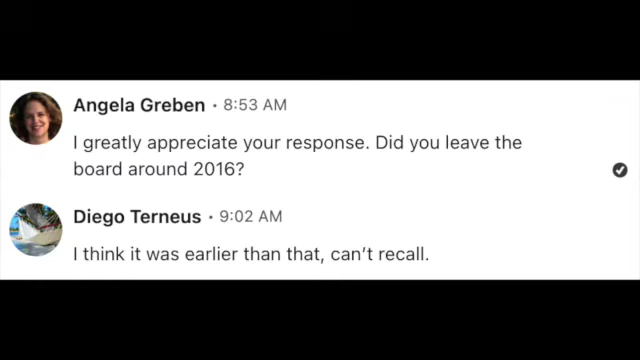 Angela Greben • 8:53 AM
I greatly appreciate your response. Did you leave the
board around 2016?
Diego Terneus • 9:02 AM
I think it was earlier than that, can’t recall.